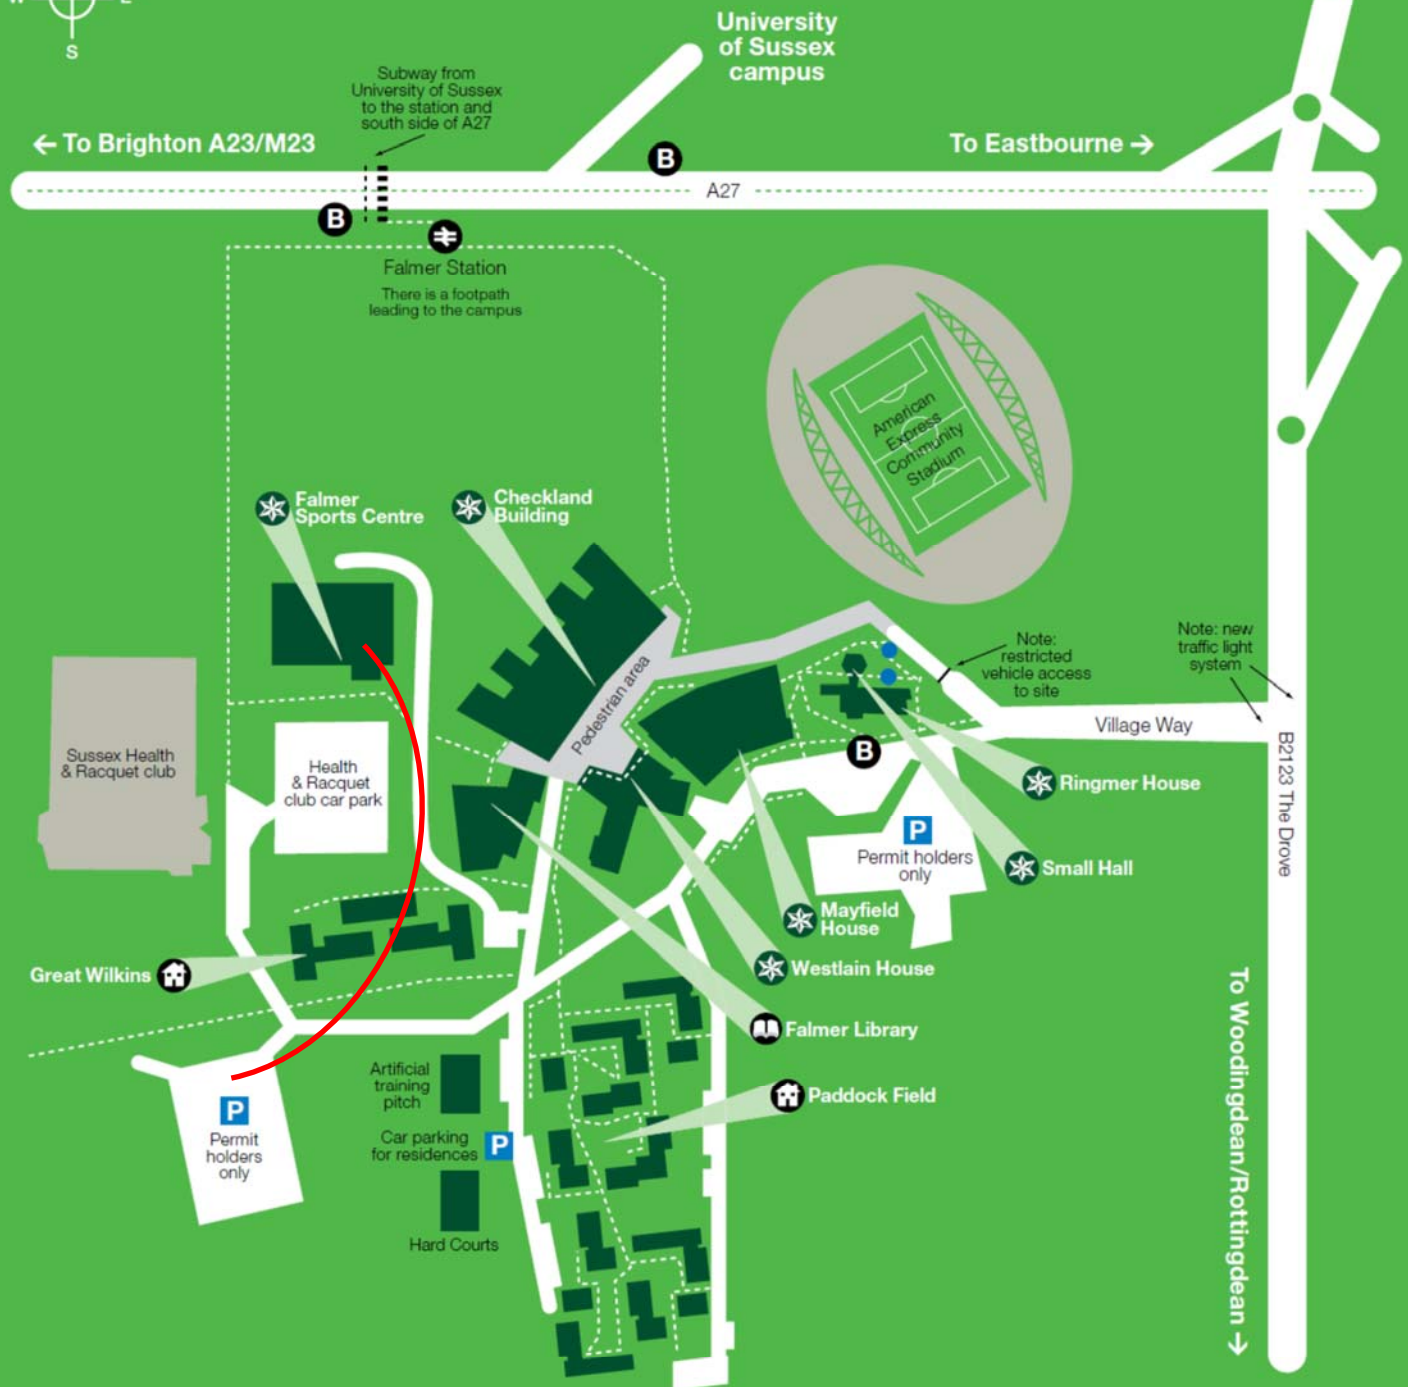 S
University
of Sussex
campus
Subway from
University of Sussex
to the station and
south side of A27
← To Brighton A23/M23
To Eastbourne →
B
A27
B
Falmer Station
There is a footpath
leading to the campus
American
Express
Community
Stadium
Falmer
Sports Centre
Checkland
Building
Note:
restricted
vehicle access
to site
Note: new
traffic light
system
Pedestrian area
Village Way
B2123 The Drove
Sussex Health
& Racquet club
Health
& Racquet
club car park
B
Ringmer House
P
Permit holders
only
Small Hall
Mayfield
House
Westlain House
Great Wilkins
Falmer Library
To Woodingdean/Rottingdean →
Artificial
training
pitch
Paddock Field
P
Permit
holders
only
Car parking
for residences
P
Hard Courts